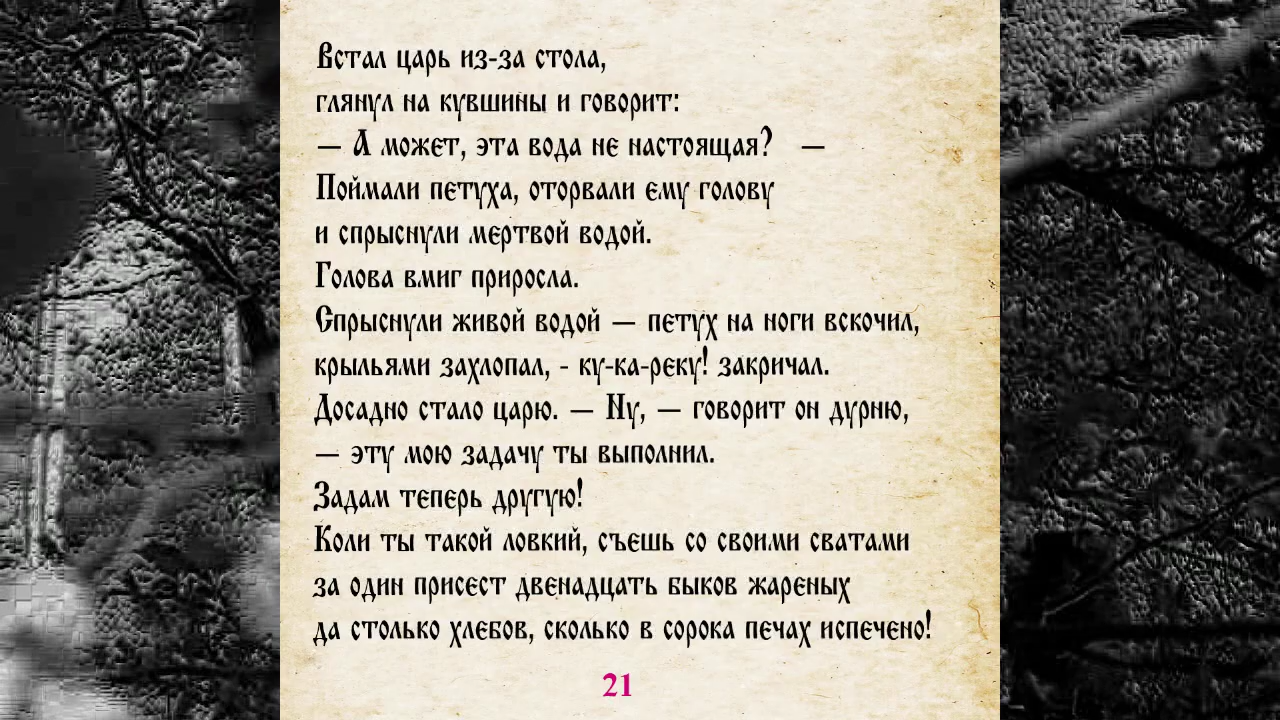 Встал царь из-за стола,
глянул на кувшины и говорит:
— А может, эта вода не настоящая? —
Поймали петуха, оторвали ему голову
и спрыснули мертвой водой.
Голова вмиг приросла.
Спрыснули живой водой — петух на ноги вскочил,
крыльями захлопал, - ку-ка-реку! закричал.
Досадно стало царю. — Ну, — говорит он дурню,
— эту мою задачу ты выполнил.
Задам теперь другую!
Коли ты такой ловкий, съешь со своими сватами
за один присест двенадцать быков жареных
да столько хлебов, сколько в сорока печах испечено!
21